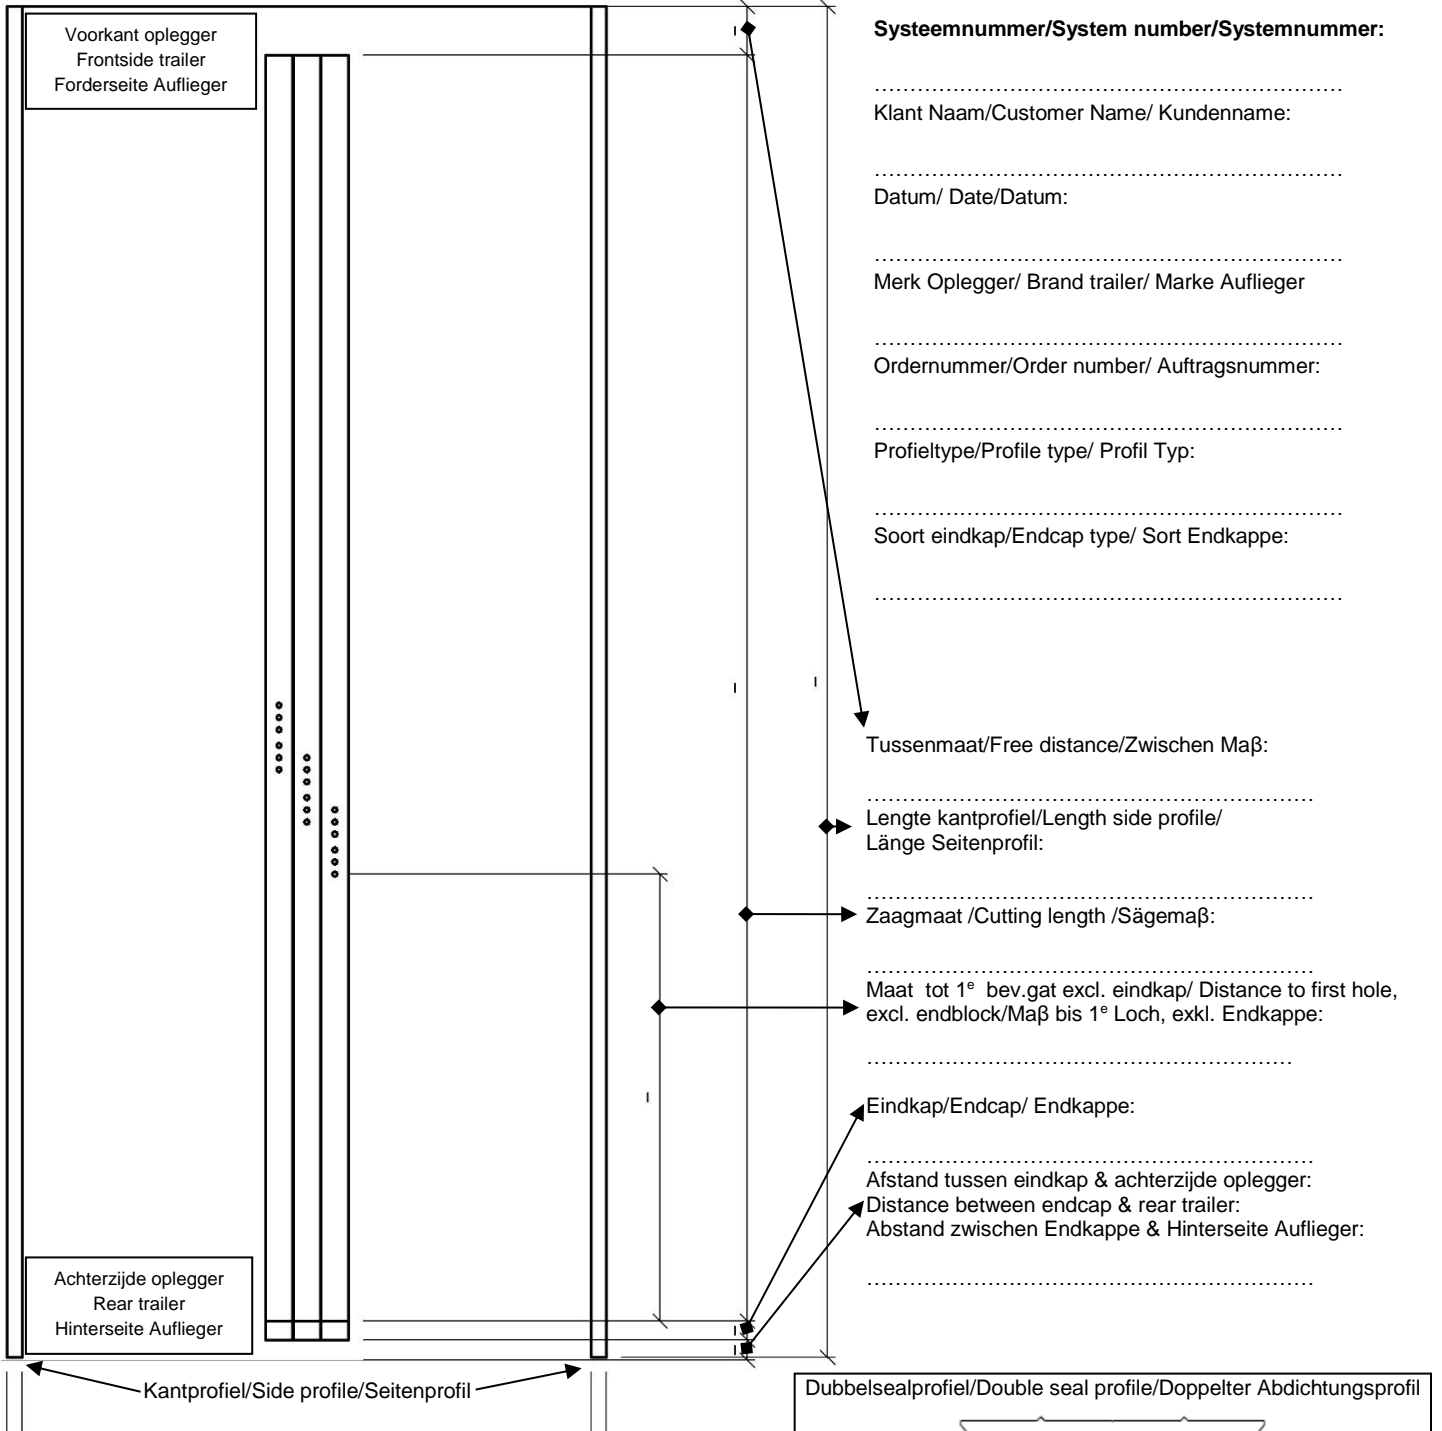 Voorkant oplegger
Frontside trailer
Forderseite Auflieger
Systeemnummer/System number/Systemnummer:
……………………………………………………………
Klant Naam/Customer Name/ Kundenname:
……………………………………………………………
Datum/ Date/Datum:
……………………………………………………………
Merk Oplegger/ Brand trailer/ Marke Auflieger
……………………………………………………………
Ordernummer/Order number/ Auftragsnummer:
……………………………………………………………
Profieltype/Profile type/ Profil Typ:
……………………………………………………………
Soort eindkap/Endcap type/ Sort Endkappe:
……………………………………………………………
Tussenmaat/Free distance/Zwischen Maβ:
…………………………………………………………
Lengte kantprofiel/Length side profile/
Länge Seitenprofil:
…………………………………………………………
Zaagmaat /Cutting length /Sägemaβ:
…………………………………………………………
Maat tot 1e bev.gat excl. eindkap/ Distance to first hole,
excl. endblock/Maβ bis 1e Loch, exkl. Endkappe:
………………………………………………………
Eindkap/Endcap/ Endkappe:
…………………………………………………………
Afstand tussen eindkap & achterzijde oplegger:
Distance between endcap & rear trailer:
Abstand zwischen Endkappe & Hinterseite Auflieger:
…………………………………………………………
Achterzijde oplegger
Rear trailer
Hinterseite Auflieger
Kantprofiel/Side profile/Seitenprofil
Dubbelsealprofiel/Double seal profile/Doppelter Abdichtungsprofil